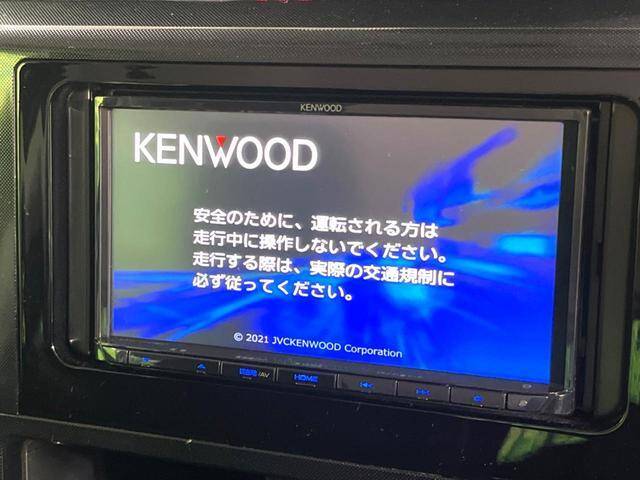 KENWOOD
KENWOOD
安全のために、運転される方は
走行中に操作しないでください。
走行する際は、実際の交通規制に
必ず従ってください。
© 2021 JVCKENWOOD Corporation
HOME